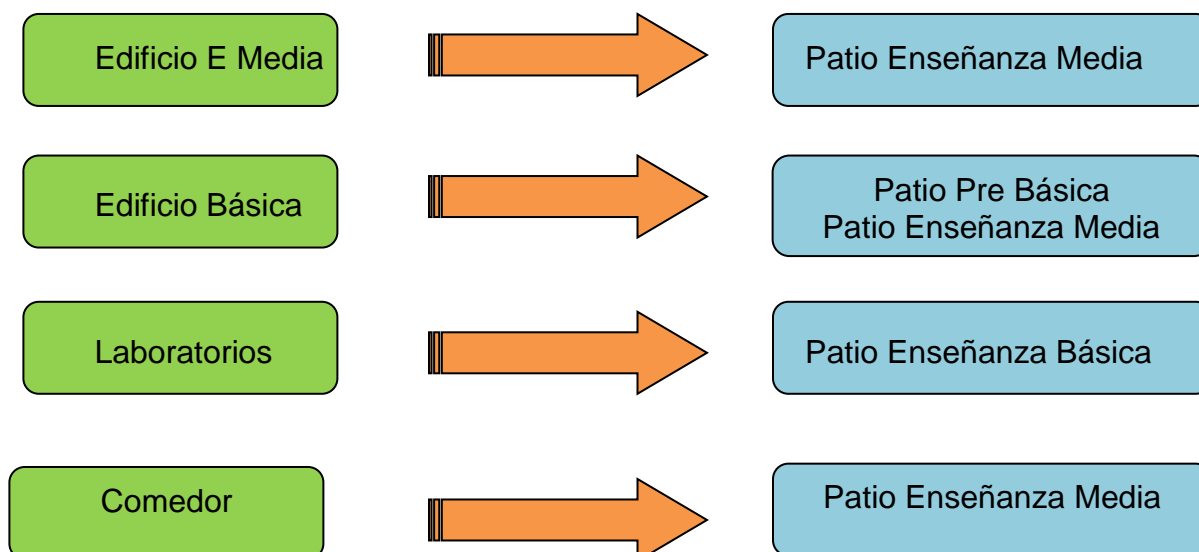 Edificio E Media
Patio Enseñanza Media
Edificio Básica
Patio Pre Básica
Patio Enseñanza Media
Laboratorios
Patio Enseñanza Básica
Comedor
Patio Enseñanza Media